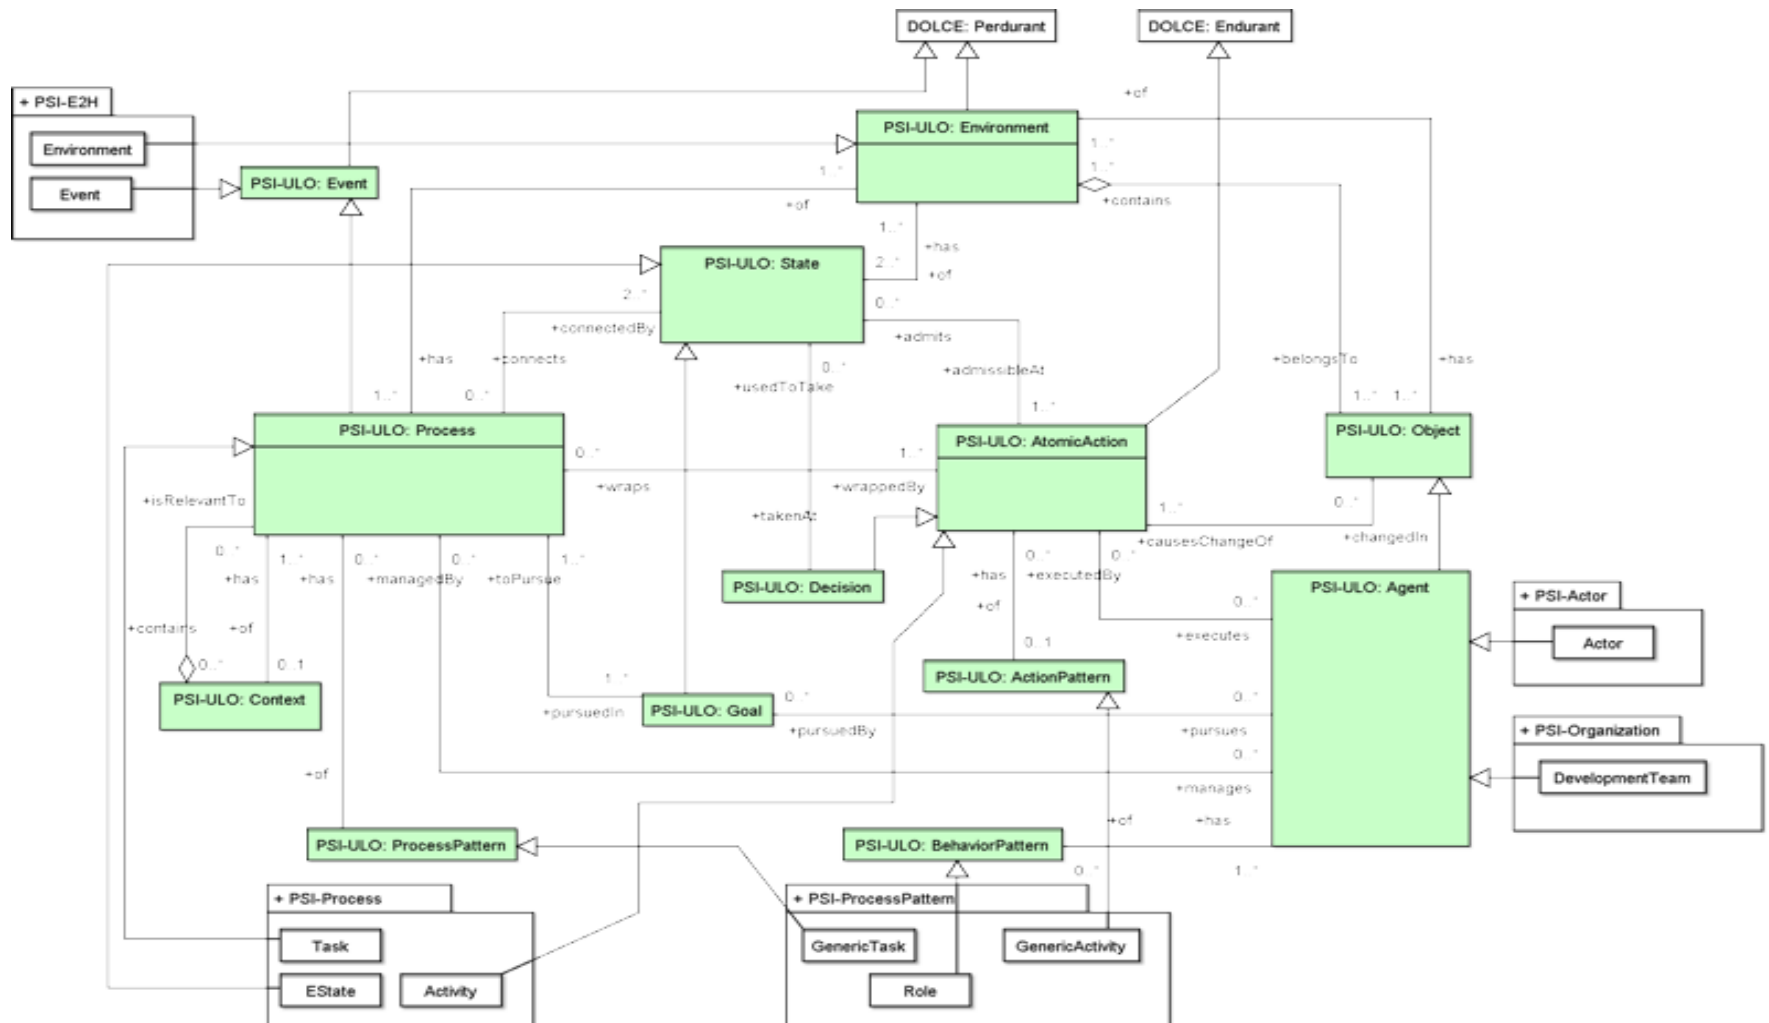 DOLCE: Perdurant
DOLCE: Endurant
+ PSI-E2H
Environment
Event
PSI-ULO: Event
PSI-ULO: Environment
+of
1..*
1..*
1..*
+contains
+of
1..*
+has
PSI-ULO: State
2..*
+of
2..*
0..*
+connectedBy
+admits
+has
+connects
0..*
+admissibleAt
+belongsTo
+has
+usedToTake
1..*
0..*
1..*
1..*
1..*
PSI-ULO: Process
PSI-ULO: AtomicAction
PSI-ULO: Object
0..*
1..*
+isRelevantTo
+wraps
+wrappedBy
1..*
0..*
+takenAt
+causesChangeOf
+changedIn
0..*
1..*
0..*
0..*
1..*
0..*
0..*
+has
+has
+managedBy
+toPursue
PSI-ULO: Decision
+has
+executedBy
PSI-ULO: Agent
+ PSI-Actor
+of
0..*
+contains
+of
+executes
Actor
0..*
0..1
0..1
PSI-ULO: Context
1..*
PSI-ULO: ActionPattern
+pursuedIn
PSI-ULO: Goal
0..*
0..*
+pursuedBy
+pursues
+ PSI-Organization
0..*
+of
+manages
DevelopmentTeam
+of
+has
PSI-ULO: ProcessPattern
PSI-ULO: BehaviorPattern
0..*
1..*
+ PSI-Process
+ PSI-ProcessPattern
Task
GenericTask
GenericActivity
EState
Activity
Role